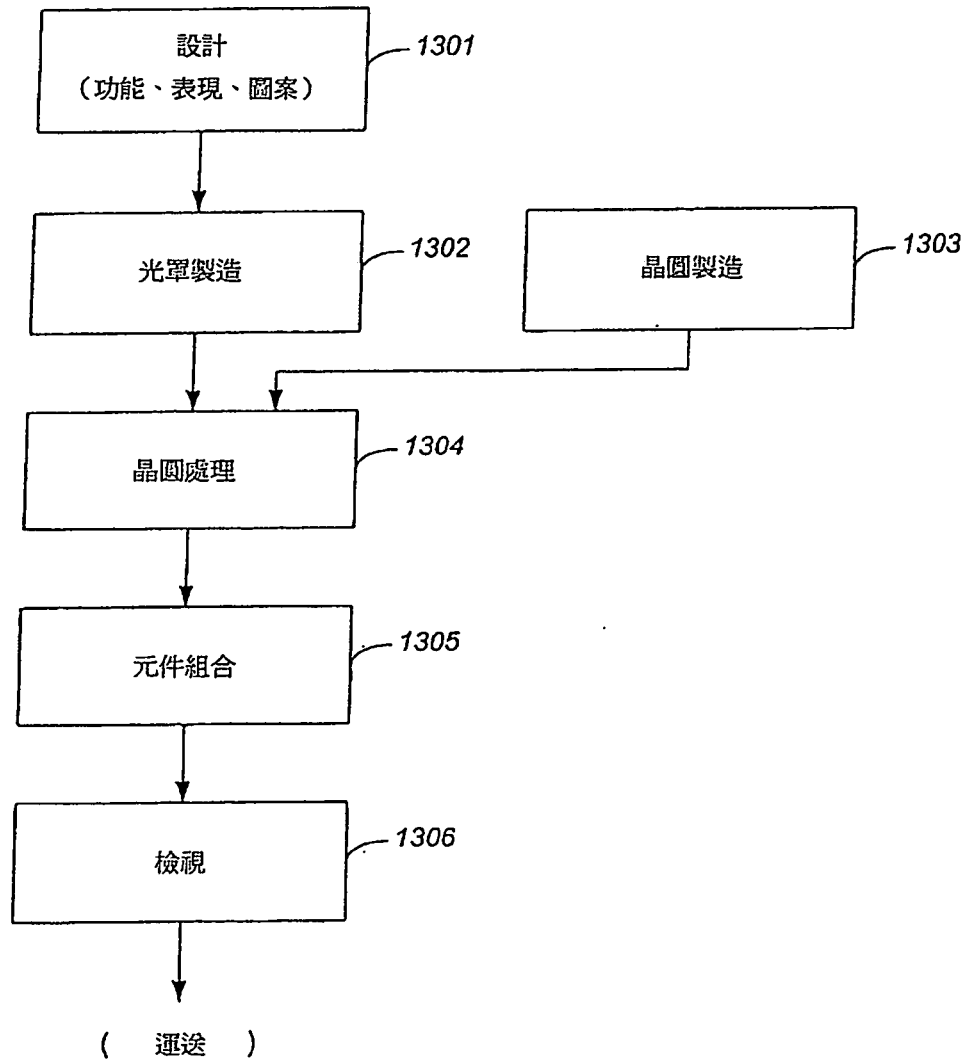 設計
(功能、表現、圖案)
1301
光罩製造
1302
晶圓製造
1303
晶圓處理
1304
元件組合
1305
檢視
1306
( 運送 )